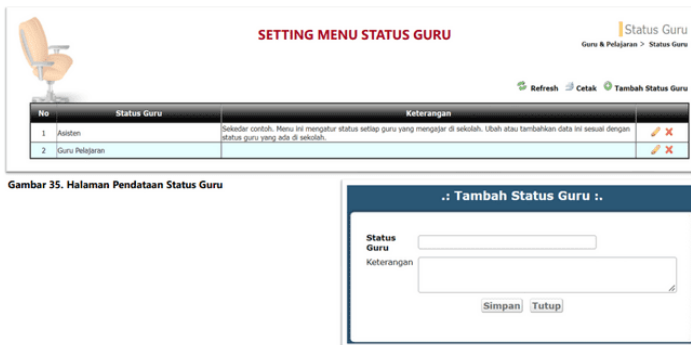 SETTING MENU STATUS GURU
Status Guru
Guru & Pelajaran > Status Guru
Refresh Cetak Tambah Status Guru
No Status Guru Keterangan
1 Asisten Sekedar contoh. Menu ini mengatur status setiap guru yang mengajar di sekolah. Ubah atau tambahkan data ini sesuai dengan
status guru yang ada di sekolah.
2 Guru Pelajaran
Gambar 35. Halaman Pendataan Status Guru
.: Tambah Status Guru :.
Status
Guru
Keterangan
Simpan Tutup